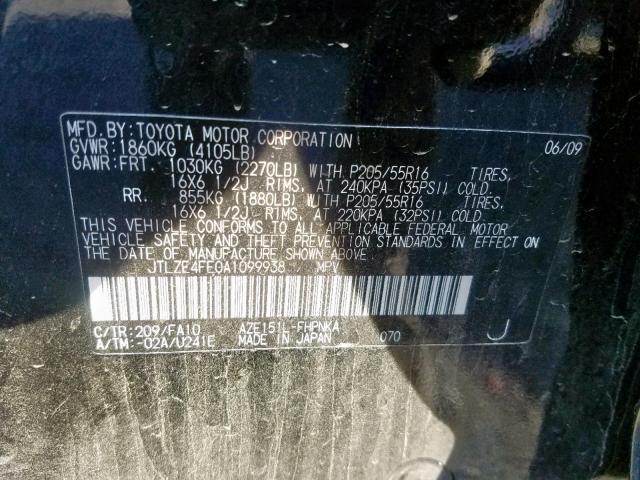 MFD.BY: TOYOTA MOTOR CORPORATION 06/09
GVWR: 1860KG (4105LB)
GAWR: FRT. 1030KG (2270LB) WITH P205/55R16 TIRES,
16X6 1/2J RIMS, AT 240KPA (35PSI) COLD.
RR. 855KG (1880LB) WITH P205/55R16 TIRES,
16X6 1/2J RIMS, AT 220KPA (32PSI) COLD
THIS VEHICLE CONFORMS TO ALL APPLICABLE FEDERAL MOTOR
VEHICLE SAFETY AND THEFT PREVENTION STANDARDS IN EFFECT ON
THE DATE OF MANUFACTURE SHOWN ABOVE.
JTLZE4FE0A1099938 MPV
C/TR: 209/FA10 AZE151L-FHPNKA
A/TM: -02A/U241E MADE IN JAPAN 070 J